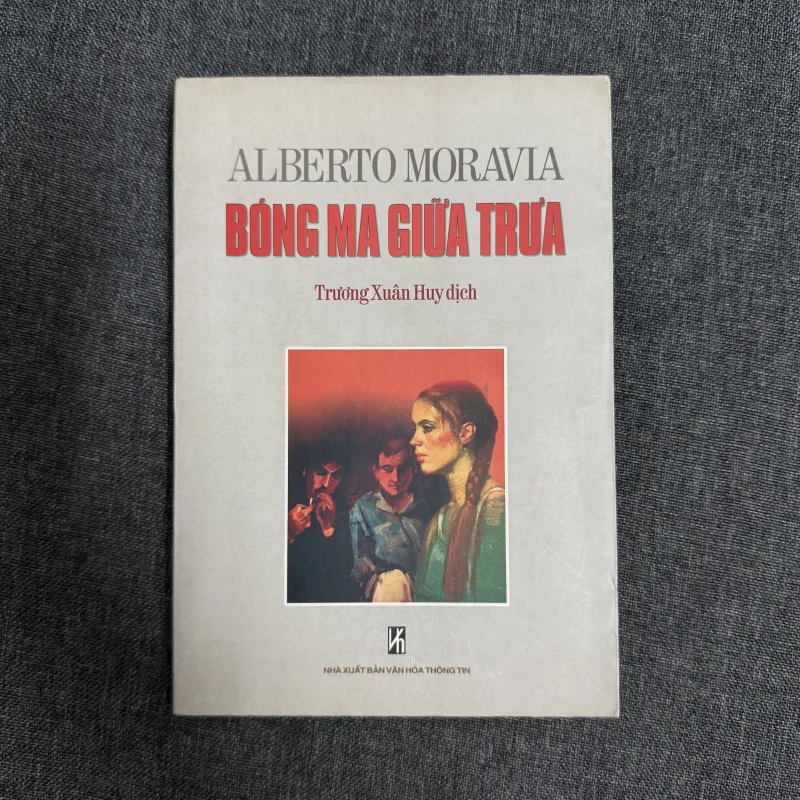 ALBERTO MORAVIA
BÓNG MA GIỮA TRƯA
Trương Xuân Huy dịch
NHÀ XUẤT BẢN VĂN HÓA THÔNG TIN